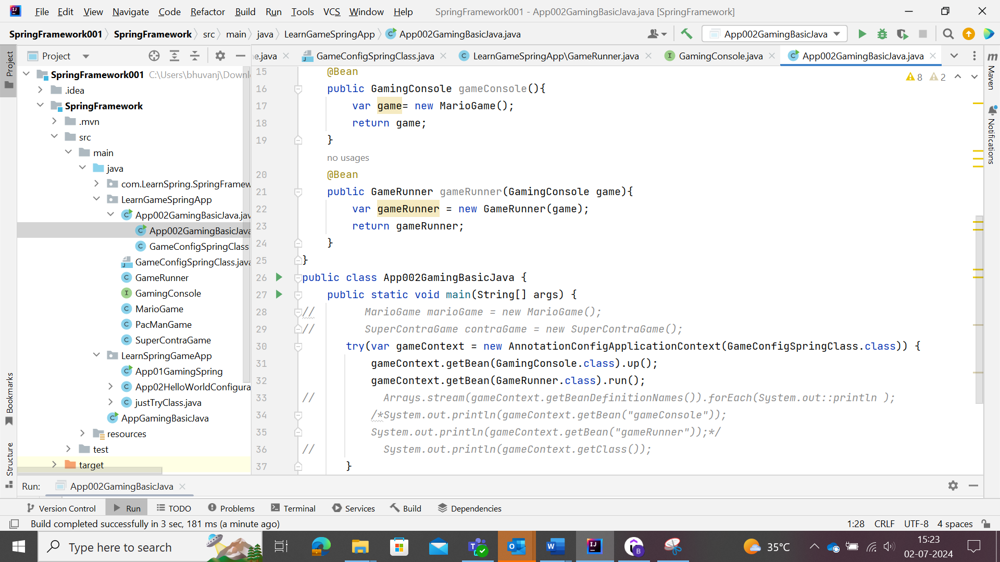 File Edit View Navigate Code Refactor Build Run Tools VCS Window Help SpringFramework001 - App002GamingBasicJava.java [SpringFramework]
SpringFramework001 SpringFramework src main java LearnGameSpringApp App002GamingBasicJava.java App002GamingBasicJava
Project
e.java GameConfigSpringClass.java LearnGameSpringApp\GameRunner.java GamingConsole.java App002GamingBasicJava.java
8 2
SpringFramework001 C:\Users\bhuvanj\Downl
.idea
SpringFramework
.mvn
src
main
java
com.LearnSpring.SpringFramew
LearnGameSpringApp
App002GamingBasicJava.jav
App002GamingBasicJava
GameConfigSpringClass
GameConfigSpringClass.java
GameRunner
GamingConsole
MarioGame
PacManGame
SuperContraGame
LearnSpringGameApp
App01GamingSpring
App02HelloWorldConfigura
justTryClass.java
AppGamingBasicJava
resources
test
target
15 @Bean
16 public GamingConsole gameConsole(){
17 var game= new MarioGame();
18 return game;
19 }
no usages
20 @Bean
21 public GameRunner gameRunner(GamingConsole game){
22 var gameRunner = new GameRunner(game);
23 return gameRunner;
24 }
25 }
26 public class App002GamingBasicJava {
27 public static void main(String[] args) {
28 // MarioGame marioGame = new MarioGame();
29 // SuperContraGame contraGame = new SuperContraGame();
30 try(var gameContext = new AnnotationConfigApplicationContext(GameConfigSpringClass.class)) {
31 gameContext.getBean(GamingConsole.class).up();
32 gameContext.getBean(GameRunner.class).run();
33 // Arrays.stream(gameContext.getBeanDefinitionNames()).forEach(System.out::println );
34 /*System.out.println(gameContext.getBean("gameConsole"));
35 System.out.println(gameContext.getBean("gameRunner"));*/
36 // System.out.println(gameContext.getClass());
37 }
Project
Bookmarks
Structure
m
Maven
Notifications
Run: App002GamingBasicJava
Version Control Run TODO Problems Terminal Services Build Dependencies
Build completed successfully in 3 sec, 181 ms (a minute ago) 1:28 CRLF UTF-8 4 spaces
Type here to search
35°C
15:23
02-07-2024